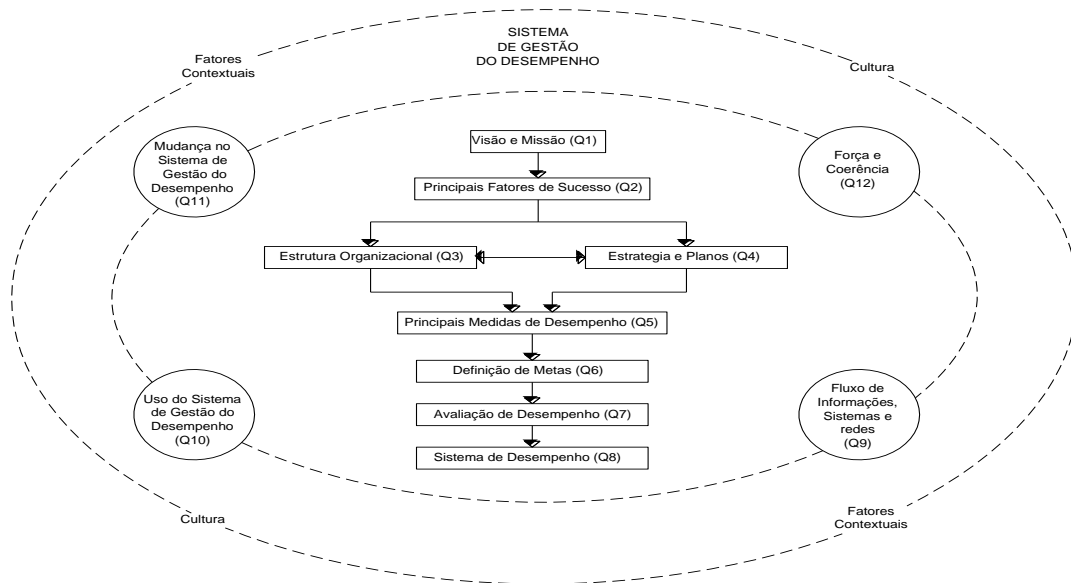 SISTEMA
DE GESTÃO
DO DESEMPENHO
Fatores
Contextuais
Cultura
Mudança no
Sistema de
Gestão do
Desempenho
(Q11)
Visão e Missão (Q1)
Força e
Coerência
(Q12)
Principais Fatores de Sucesso (Q2)
Estrutura Organizacional (Q3)
Estrategia e Planos (Q4)
Principais Medidas de Desempenho (Q5)
Definição de Metas (Q6)
Uso do Sistema
de Gestão do
Desempenho
(Q10)
Avaliação de Desempenho (Q7)
Fluxo de
Informações,
Sistemas e
redes
(Q9)
Sistema de Desempenho (Q8)
Cultura
Fatores
Contextuais